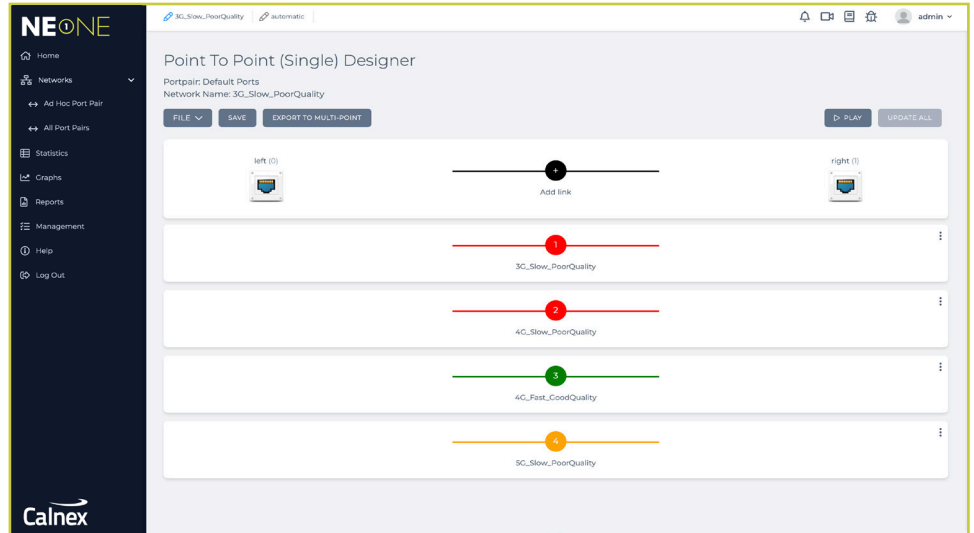 NE1ONE
3G_Slow_PoorQuality
automatic
admin
Home
Networks
Ad Hoc Port Pair
All Port Pairs
Statistics
Graphs
Reports
Management
Help
Log Out
Calnex
Point To Point (Single) Designer
Portpair: Default Ports
Network Name: 3G_Slow_PoorQuality
FILE SAVE EXPORT TO MULTI-POINT
PLAY UPDATE ALL
left (0)
+
Add link
right (1)
1
3G_Slow_PoorQuality
2
4G_Slow_PoorQuality
3
4G_Fast_GoodQuality
4
5G_Slow_PoorQuality